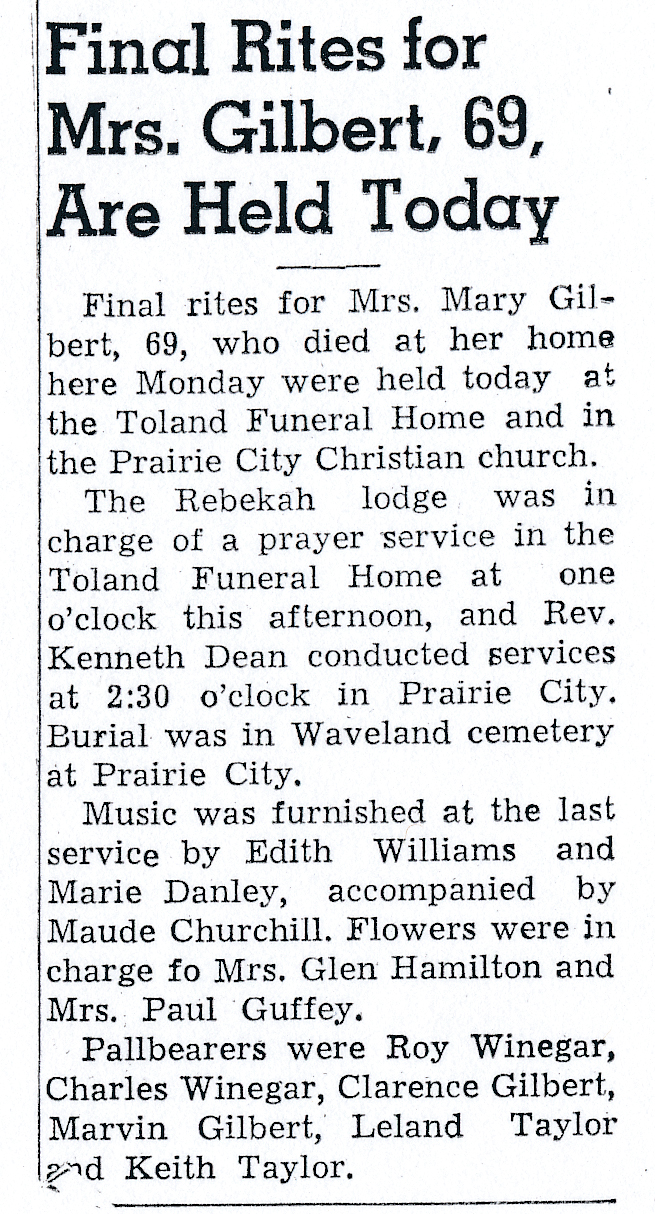 Final Rites for
Mrs. Gilbert, 69,
Are Held Today
Final rites for Mrs. Mary Gil-
bert, 69, who died at her home
here Monday were held today at
the Toland Funeral Home and in
the Prairie City Christian church.
The Rebekah lodge was in
charge of a prayer service in the
Toland Funeral Home at one
o'clock this afternoon, and Rev.
Kenneth Dean conducted services
at 2:30 o'clock in Prairie City.
Burial was in Waveland cemetery
at Prairie City.
Music was furnished at the last
service by Edith Williams and
Marie Danley, accompanied by
Maude Churchill. Flowers were in
charge fo Mrs. Glen Hamilton and
Mrs. Paul Guffey.
Pallbearers were Roy Winegar,
Charles Winegar, Clarence Gilbert,
Marvin Gilbert, Leland Taylor
and Keith Taylor.